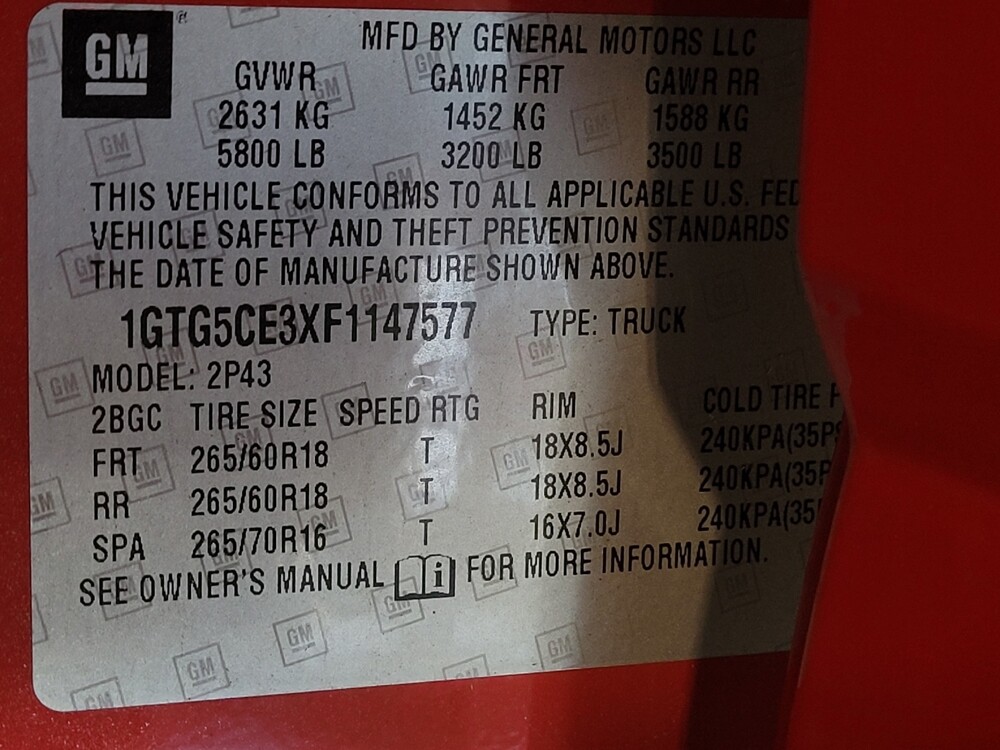 GM
MFD BY GENERAL MOTORS LLC
GVWR GAWR FRT GAWR RR
2631 KG 1452 KG 1588 KG
5800 LB 3200 LB 3500 LB
THIS VEHICLE CONFORMS TO ALL APPLICABLE U.S. FED
VEHICLE SAFETY AND THEFT PREVENTION STANDARDS
THE DATE OF MANUFACTURE SHOWN ABOVE.
1GTG5CE3XF1147577 TYPE: TRUCK
MODEL: 2P43
2BGC TIRE SIZE SPEED RTG RIM COLD TIRE
FRT 265/60R18 T 18X8.5J 240KPA(35PS
RR 265/60R18 T 18X8.5J 240KPA(35P
SPA 265/70R16 T 16X7.0J 240KPA(35
SEE OWNER'S MANUAL i FOR MORE INFORMATION.